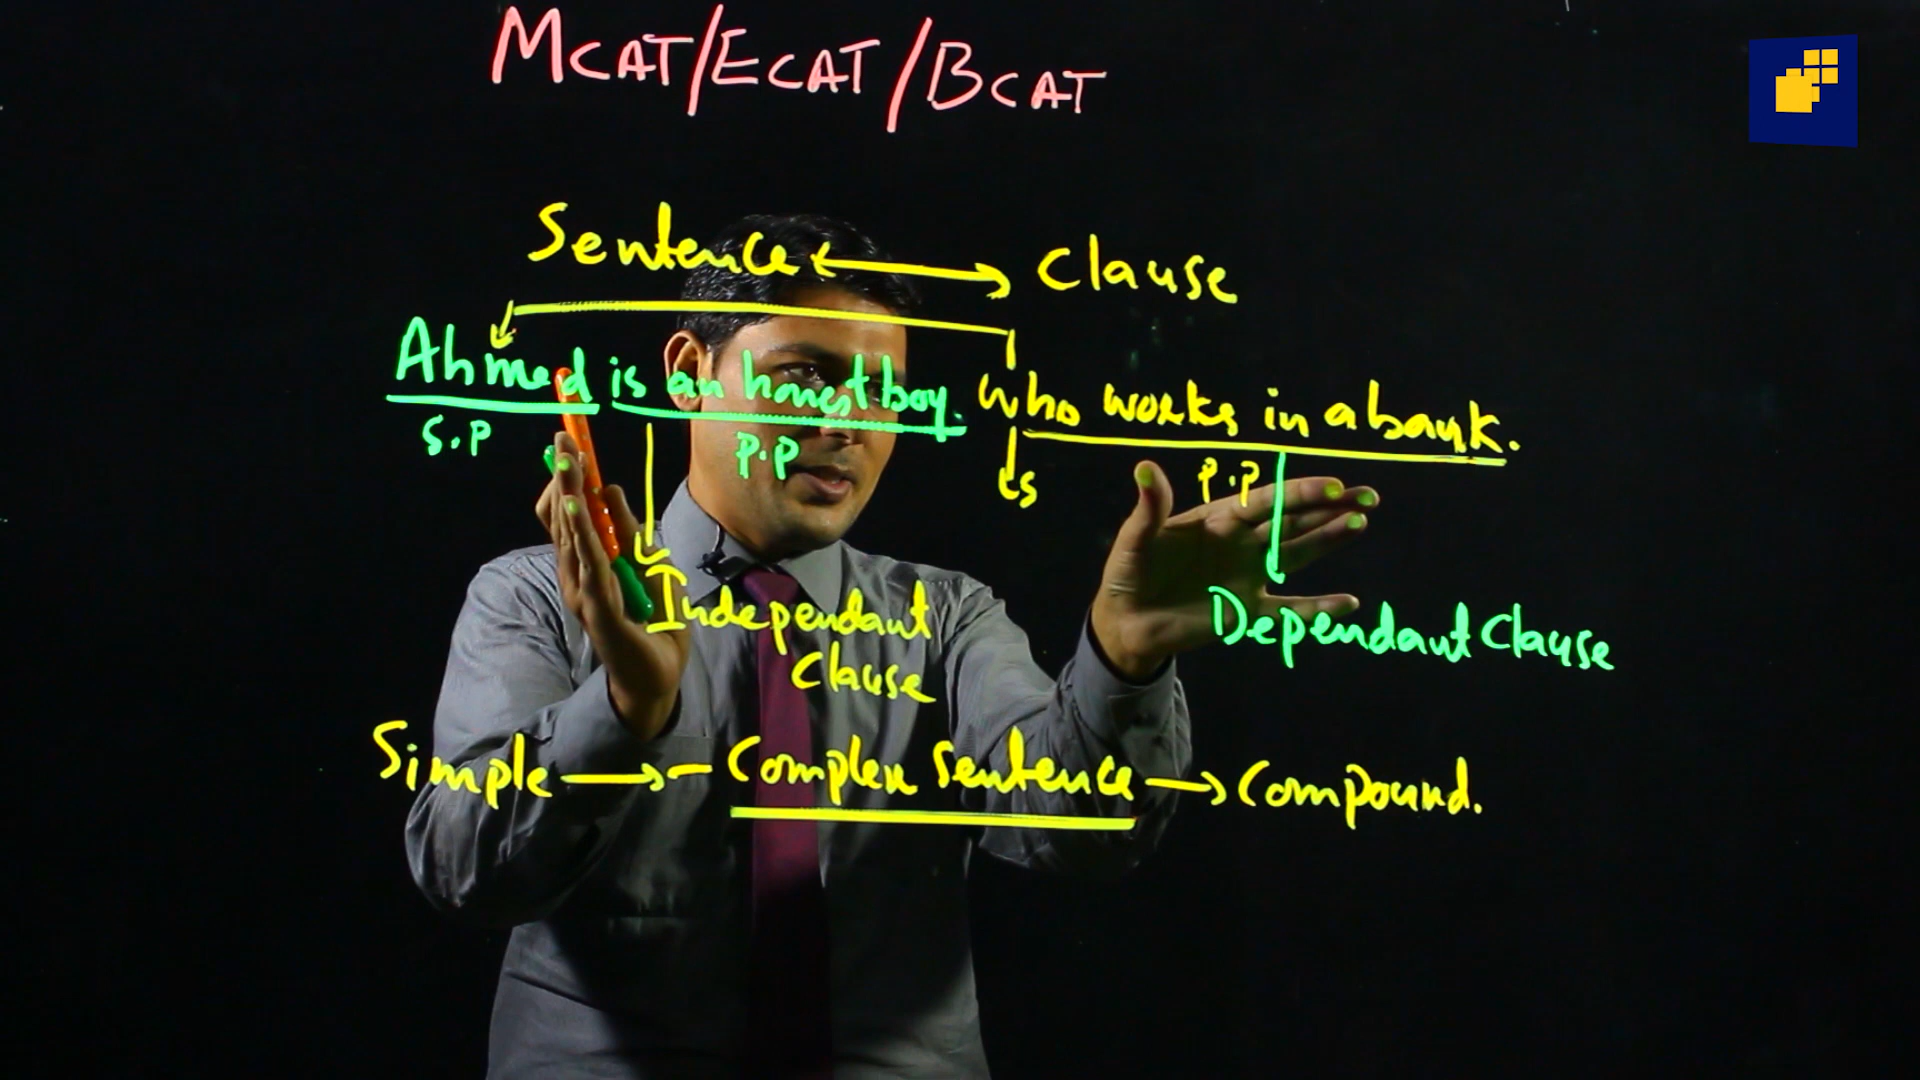 MCAT/ECAT/BCAT
Sentence Clause
Ahmed is an honest boy. who works in a bank.
S.P P.P S P.P
Independant Dependant Clause
Clause
Simple Complex Sentence Compound.